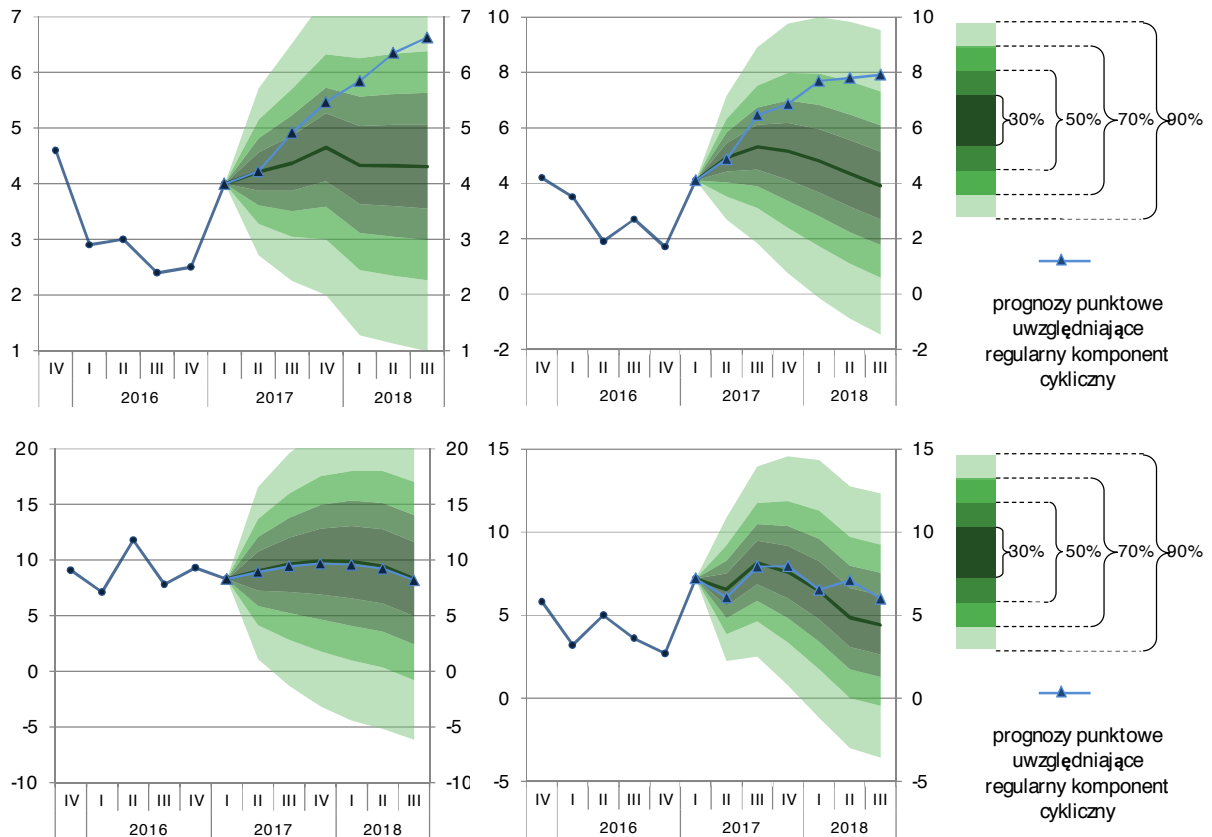 7 7
6 6
5 5
4 4
3 3
2 2
1 1
IV I II III IV I II III IV I II III
2016 2017 2018
10 10
8 8
6 6
4 4
2 2
0 0
-2 -2
IV I II III IV I II III IV I II III
2016 2017 2018
30% 50% 70% 90%
prognozy punktowe
uwzględniające
regularny komponent
cykliczny
20 20
15 15
10 10
5 5
0 0
-5 -5
-10 -10
IV I II III IV I II III IV I II III
2016 2017 2018
15 15
10 10
5 5
0 0
-5 -5
IV I II III IV I II III IV I II III
2016 2017 2018
30% 50% 70% 90%
prognozy punktowe
uwzględniające
regularny komponent
cykliczny